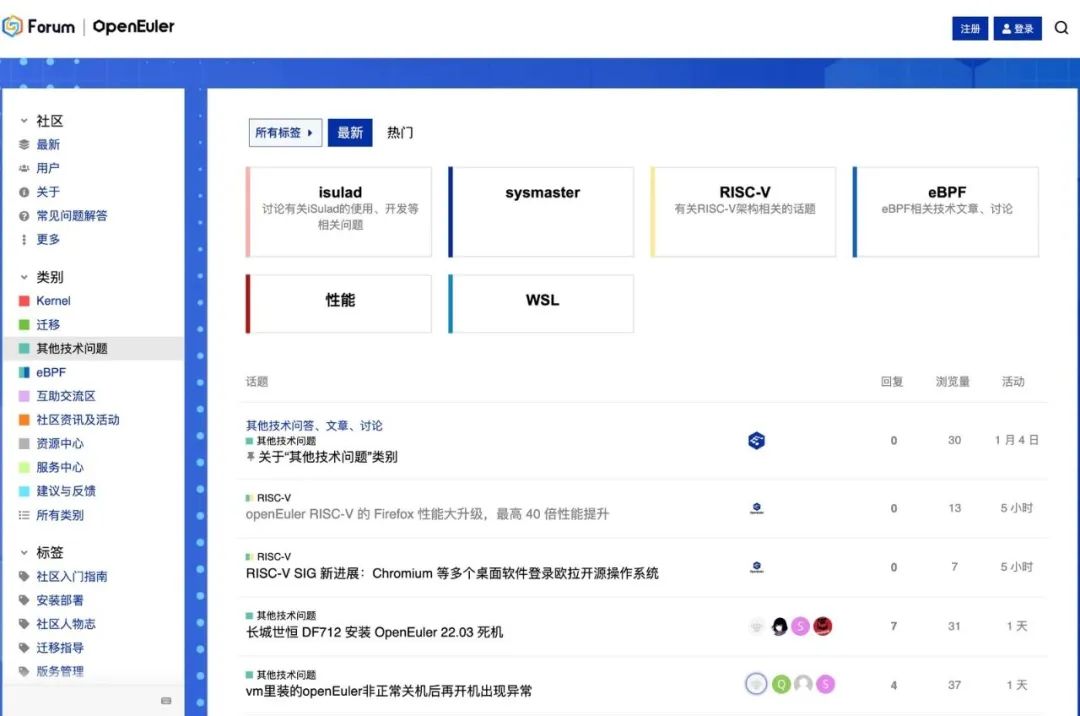 Forum | OpenEuler
注册
登录
社区
最新
用户
关于
常见问题解答
更多
类别
Kernel
迁移
其他技术问题
eBPF
互助交流区
社区资讯及活动
资源中心
服务中心
建议与反馈
所有类别
标签
社区入门指南
安装部署
社区人物志
迁移指导
版务管理
所有标签
最新
热门
isulad
讨论有关iSulad的使用、开发等
相关问题
sysmaster
RISC-V
有关RISC-V架构相关的话题
eBPF
eBPF相关技术文章、讨论
性能
WSL
话题 回复 浏览量 活动
其他技术问答、文章、讨论
其他技术问题
关于“其他技术问题”类别
0 30 1 月 4 日
RISC-V
openEuler RISC-V 的 Firefox 性能大升级，最高 40 倍性能提升
0 13 5 小时
RISC-V
RISC-V SIG 新进展：Chromium 等多个桌面软件登录欧拉开源操作系统
0 7 5 小时
其他技术问题
长城世恒 DF712 安装 OpenEuler 22.03 死机
S
7 31 1 天
其他技术问题
vm里装的openEuler非正常关机后再开机出现异常
Q S
4 37 1 天